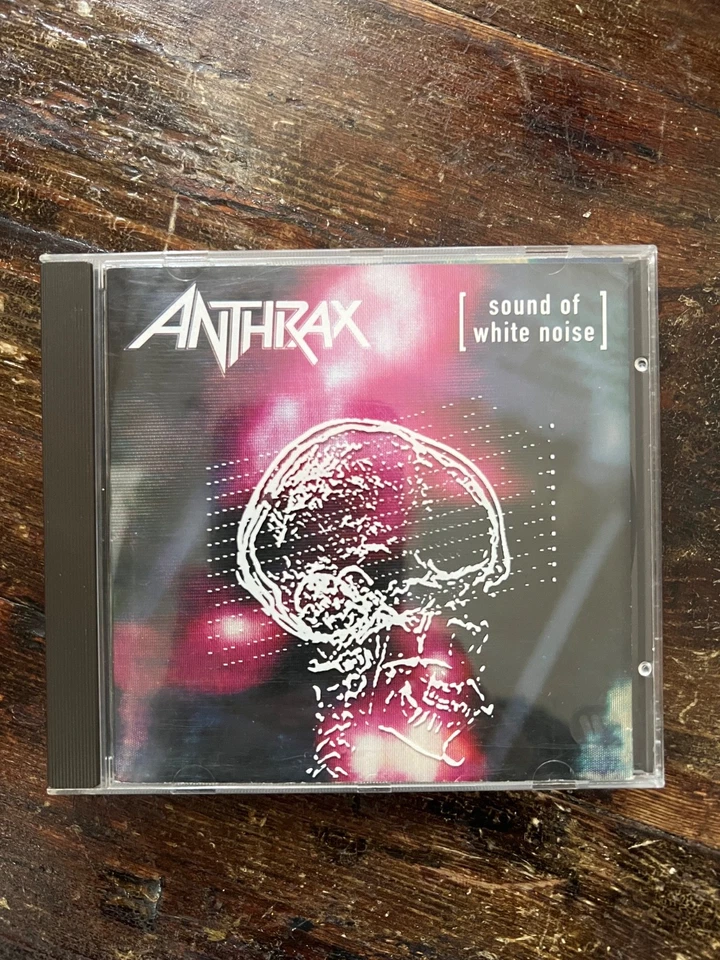 ANTHRAX
[ sound of
white noise ]